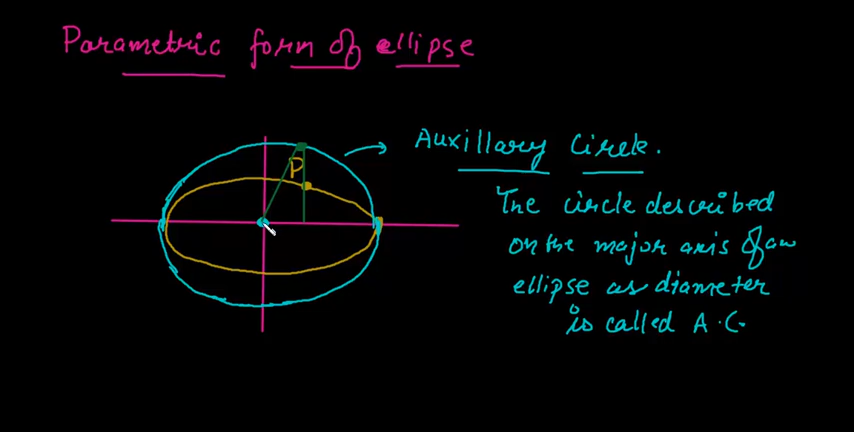 Parametric form of ellipse
Auxillary Circle.
P
The circle described
on the major axis of an
ellipse as diameter
is called A.C.